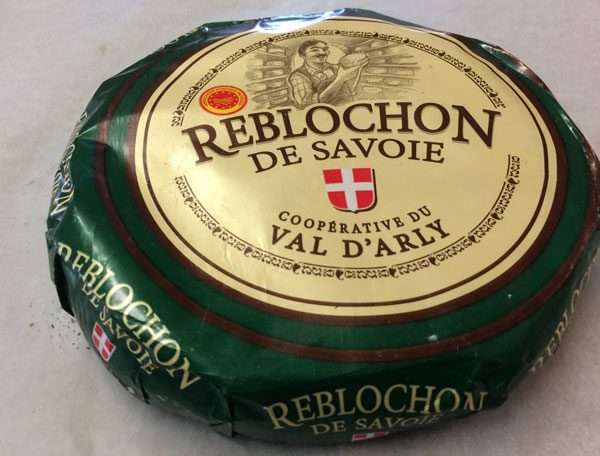 REBLOCHON
DE SAVOIE
COOPÉRATIVE DU
VAL D'ARLY
REBLOCHON
DE SAVOIE
REBLOCHON
DE SAVOIE